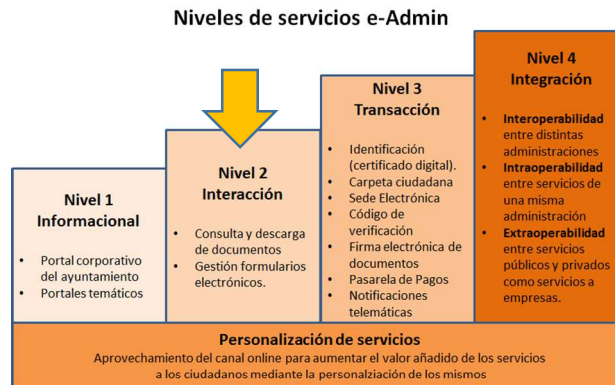 Niveles de servicios e-Admin
Nivel 1
Informacional
• Portal corporativo
del ayuntamiento
• Portales temáticos
Nivel 2
Interacción
• Consulta y descarga
de documentos
• Gestión formularios
electrónicos.
Nivel 3
Transacción
• Identificación
(certificado digital).
• Carpeta ciudadana
• Sede Electrónica
• Código de
verificación
• Firma electrónica de
documentos
• Pasarela de Pagos
• Notificaciones
telemáticas
Nivel 4
Integración
• Interoperabilidad
entre distintas
administraciones
• Intraoperabilidad
entre servicios de
una misma
administración
• Extraoperabilidad
entre servicios
públicos y privados
como servicios a
empresas.
Personalización de servicios
Aprovechamiento del canal online para aumentar el valor añadido de los servicios
a los ciudadanos mediante la personalziación de los mismos